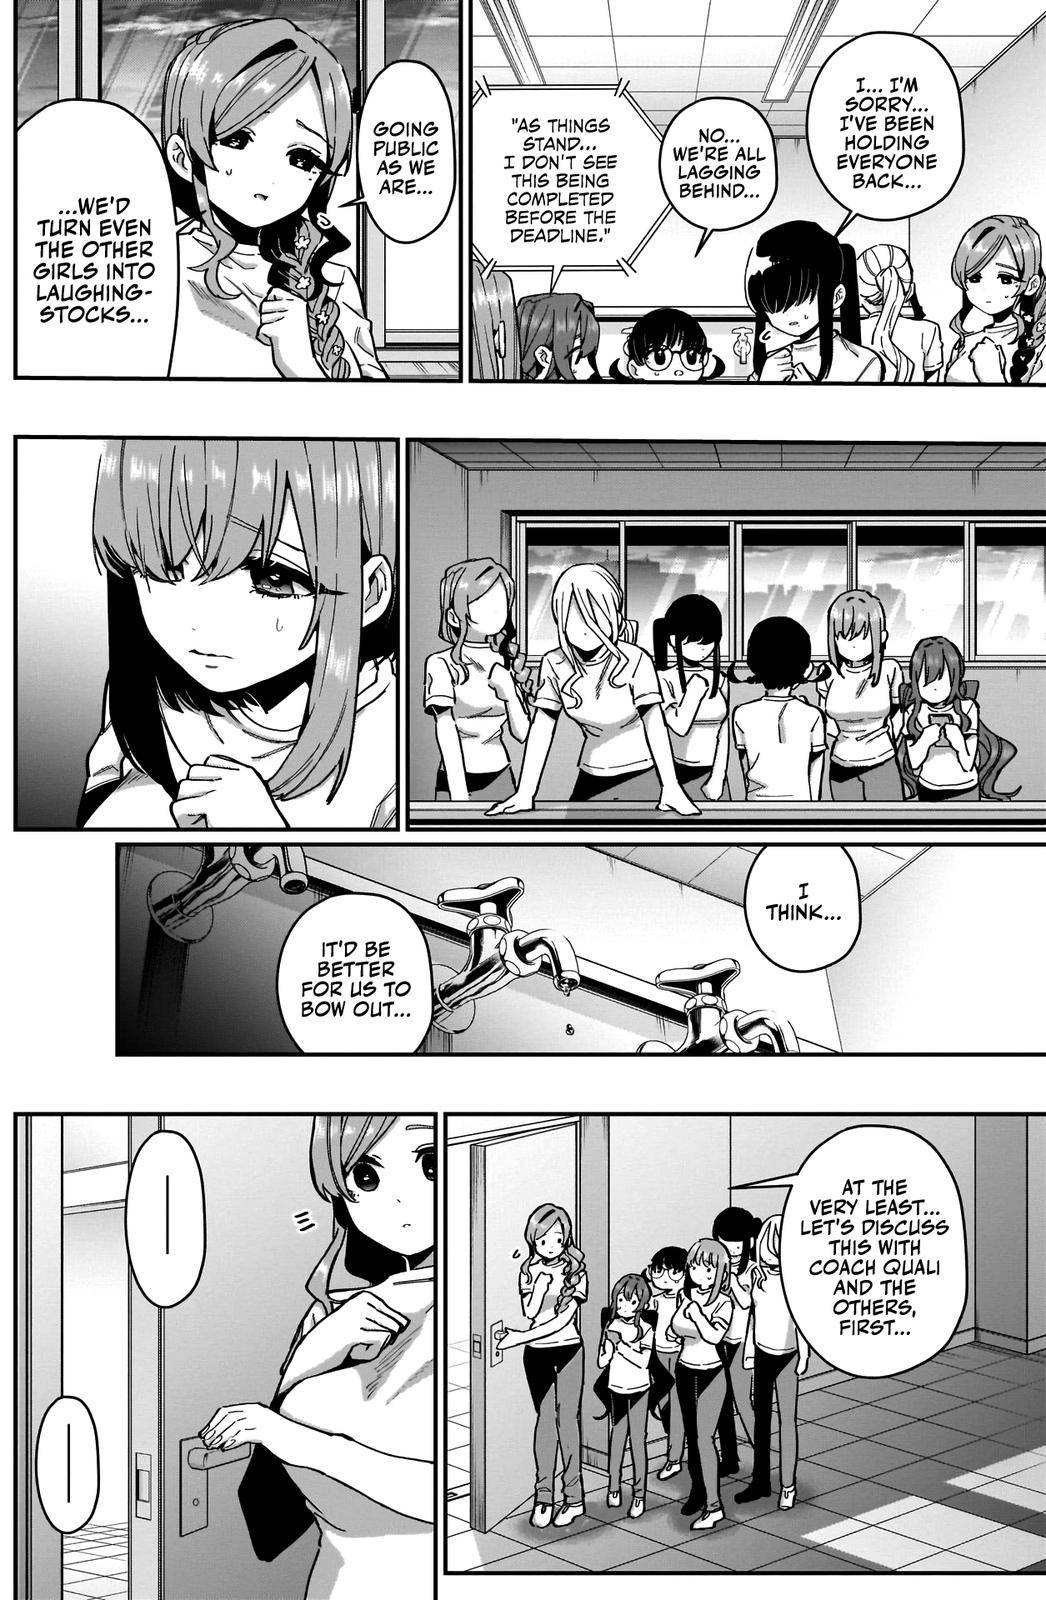 I... I'M
SORRY...
I'VE BEEN
HOLDING
EVERYONE
BACK...
NO...
WE'RE ALL
LAGGING
BEHIND...
"AS THINGS
STAND...
I DON'T SEE
THIS BEING
COMPLETED
BEFORE THE
DEADLINE."
GOING
PUBLIC
AS WE
ARE...
...WE'D
TURN EVEN
THE OTHER
GIRLS INTO
LAUGHING-
STOCKS...
I
THINK...
IT'D BE
BETTER
FOR US TO
BOW OUT...
AT THE
VERY LEAST...
LET'S DISCUSS
THIS WITH
COACH QUALI
AND THE
OTHERS,
FIRST...